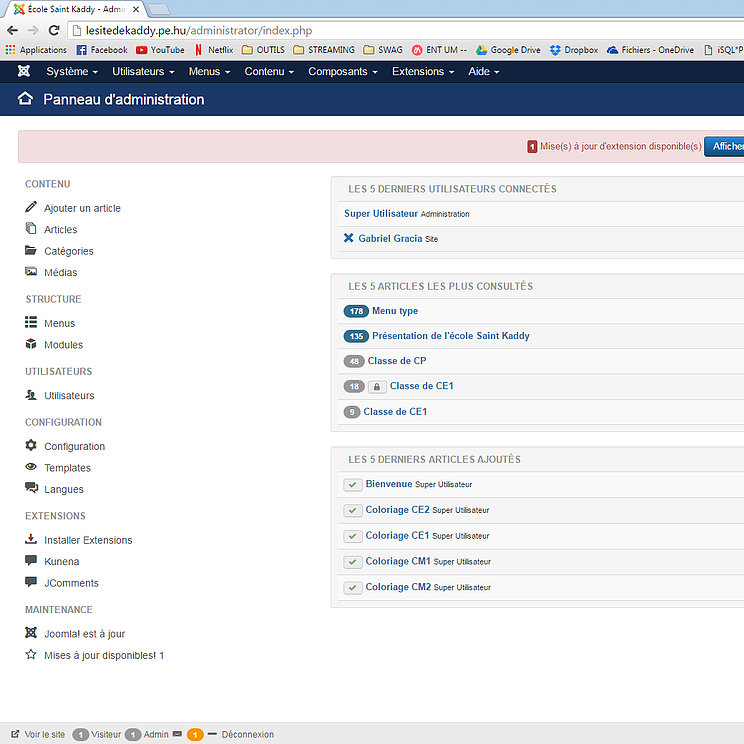 École Saint Kaddy - Admi
lesitedekaddy.pe.hu/administrator/index.php
Applications Facebook YouTube Netflix OUTILS STREAMING SWAG ENT UM -- Google Drive Dropbox Fichiers - OneDrive iSQL*P
Système Utilisateurs Menus Contenu Composants Extensions Aide
Panneau d'administration
1 Mise(s) à jour d'extension disponible(s) Afficher
CONTENU
Ajouter un article
Articles
Catégories
Médias
STRUCTURE
Menus
Modules
UTILISATEURS
Utilisateurs
CONFIGURATION
Configuration
Templates
Langues
EXTENSIONS
Installer Extensions
Kunena
JComments
MAINTENANCE
Joomla! est à jour
Mises à jour disponibles! 1
LES 5 DERNIERS UTILISATEURS CONNECTÉS
Super Utilisateur Administration
Gabriel Gracia Site
LES 5 ARTICLES LES PLUS CONSULTÉS
178 Menu type
135 Présentation de l'école Saint Kaddy
48 Classe de CP
18 Classe de CE1
9 Classe de CE1
LES 5 DERNIERS ARTICLES AJOUTÉS
Bienvenue Super Utilisateur
Coloriage CE2 Super Utilisateur
Coloriage CE1 Super Utilisateur
Coloriage CM1 Super Utilisateur
Coloriage CM2 Super Utilisateur
Voir le site 1 Visiteur 1 Admin 1 Déconnexion